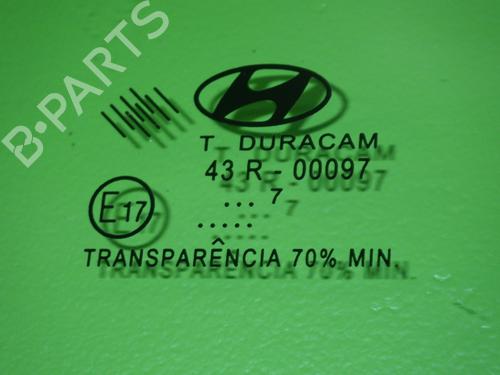 B-PARTS
T. DURACAM
43 R - 00097
... 7
.....
E17
TRANSPARÊNCIA 70% MIN.